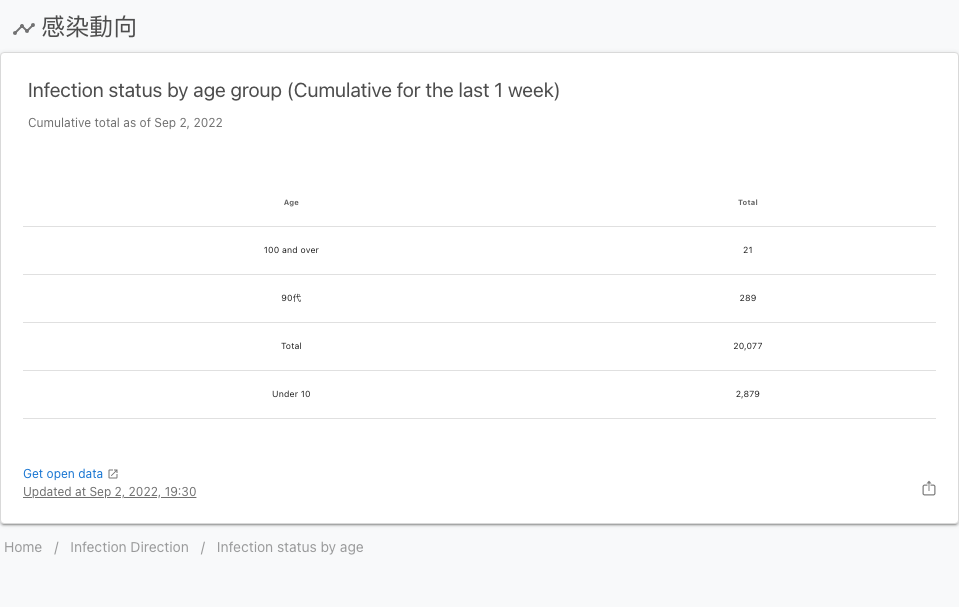 感染動向
Infection status by age group (Cumulative for the last 1 week)
Cumulative total as of Sep 2, 2022
Age Total
100 and over 21
90代 289
Total 20,077
Under 10 2,879
Get open data
Updated at Sep 2, 2022, 19:30
Home / Infection Direction / Infection status by age